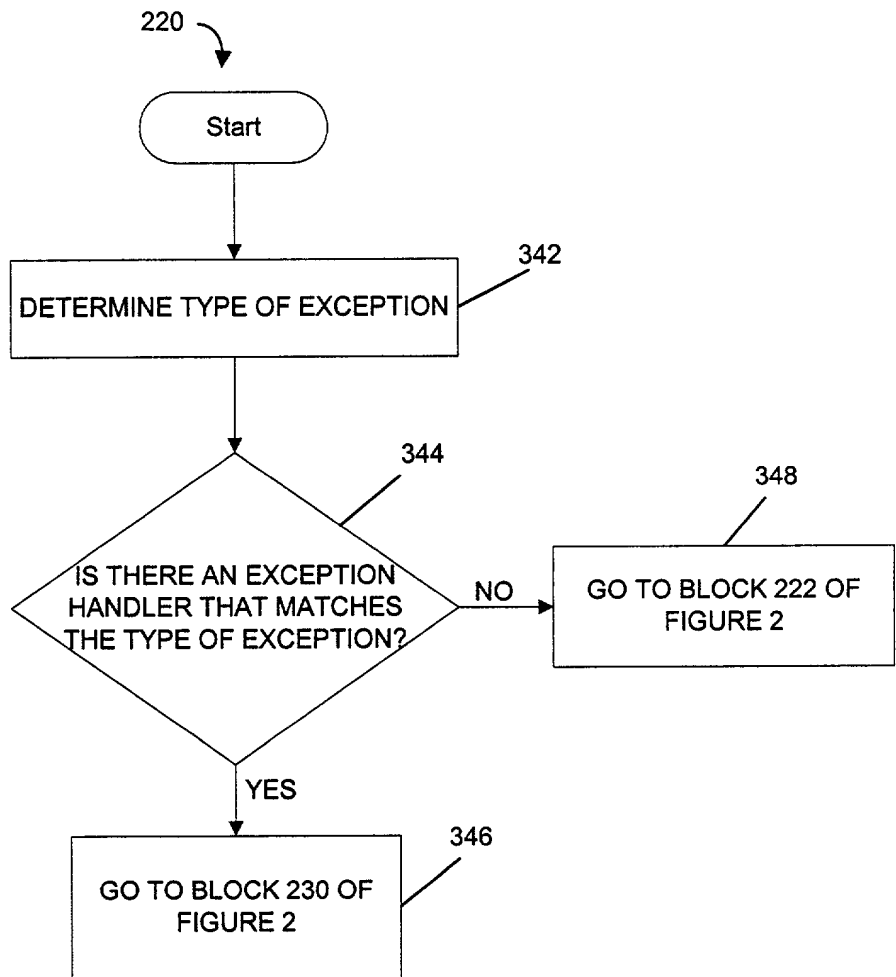 220
Start
342
DETERMINE TYPE OF EXCEPTION
344
348
IS THERE AN EXCEPTION
HANDLER THAT MATCHES
THE TYPE OF EXCEPTION?
NO
GO TO BLOCK 222 OF
FIGURE 2
YES
346
GO TO BLOCK 230 OF
FIGURE 2